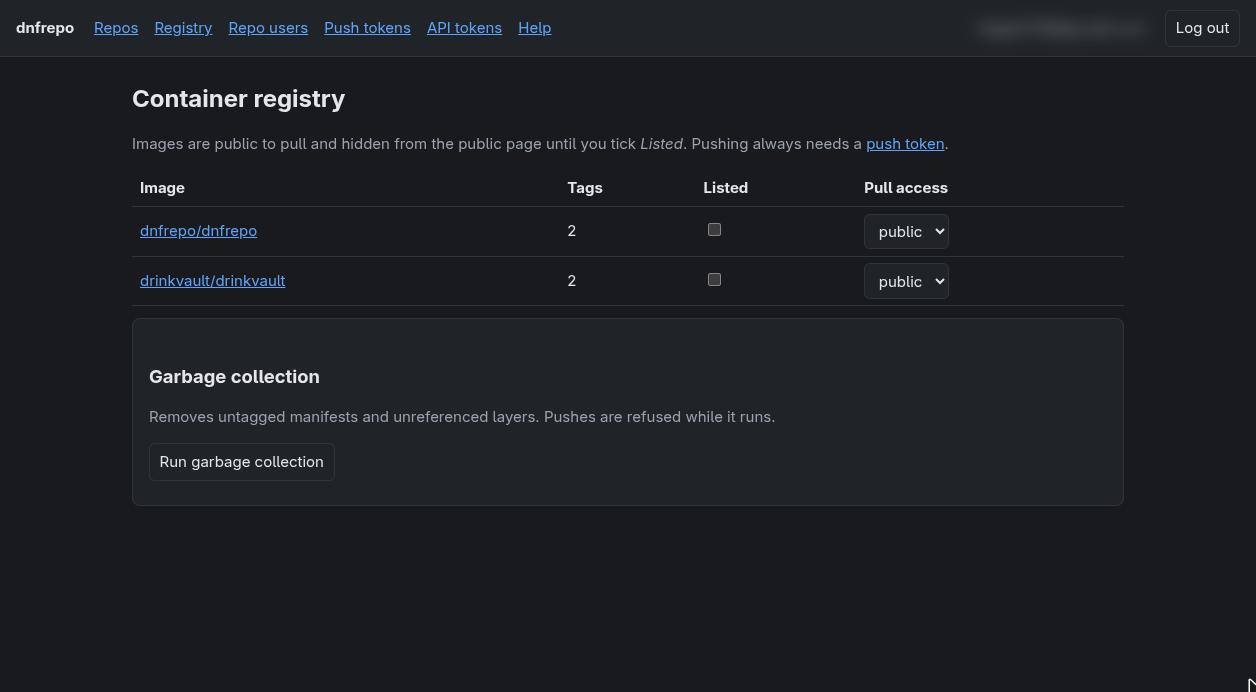 dnfrepo Repos Registry Repo users Push tokens API tokens Help Log out
Container registry
Images are public to pull and hidden from the public page until you tick Listed. Pushing always needs a push token.
Image Tags Listed Pull access
dnfrepo/dnfrepo 2 public
drinkvault/drinkvault 2 public
Garbage collection
Removes untagged manifests and unreferenced layers. Pushes are refused while it runs.
Run garbage collection